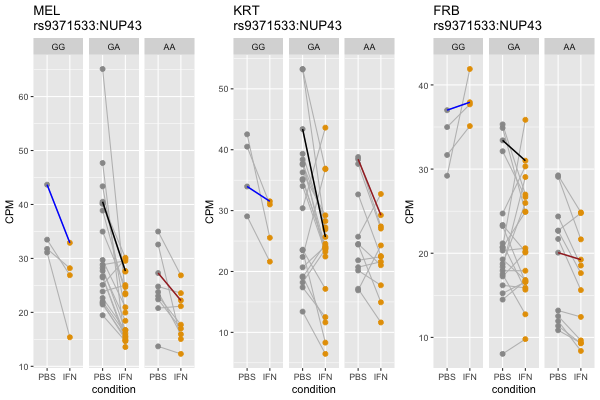 MEL
rs9371533:NUP43
GG GA AA
CPM
60
50
40
30
20
10
PBS IFN PBS IFN PBS IFN
condition
KRT
rs9371533:NUP43
GG GA AA
CPM
50
40
30
20
10
PBS IFN PBS IFN PBS IFN
condition
FRB
rs9371533:NUP43
GG GA AA
CPM
40
30
20
10
PBS IFN PBS IFN PBS IFN
condition